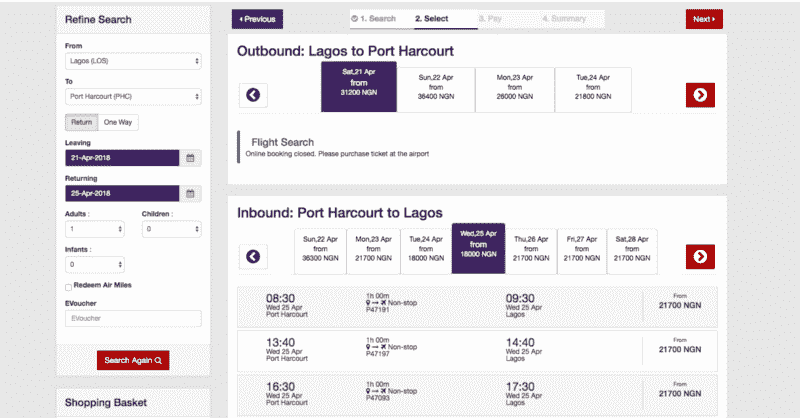 Refine Search
From
Lagos (LOS)
To
Port Harcourt (PHC)
Return One Way
Leaving
21-Apr-2018
Returning
25-Apr-2018
Adults : Children :
1 0
Infants :
0
Redeem Air Miles
EVoucher
EVoucher
Search Again
Shopping Basket
Previous
1. Search 2. Select 3. Pay 4. Summary
Next
Outbound: Lagos to Port Harcourt
Sat,21 Apr
from
31200 NGN
Sun,22 Apr
from
36400 NGN
Mon,23 Apr
from
26000 NGN
Tue,24 Apr
from
21800 NGN
Flight Search
Online booking closed. Please purchase ticket at the airport
Inbound: Port Harcourt to Lagos
Sun,22 Apr
from
36300 NGN
Mon,23 Apr
from
21700 NGN
Tue,24 Apr
from
18000 NGN
Wed,25 Apr
from
18000 NGN
Thu,26 Apr
from
21700 NGN
Fri,27 Apr
from
21700 NGN
Sat,28 Apr
from
21700 NGN
08:30
Wed 25 Apr
Port Harcourt
1h 00m
Non-stop
P47191
09:30
Wed 25 Apr
Lagos
From
21700 NGN
13:40
Wed 25 Apr
Port Harcourt
1h 00m
Non-stop
P47197
14:40
Wed 25 Apr
Lagos
From
21700 NGN
16:30
Wed 25 Apr
Port Harcourt
1h 00m
Non-stop
P47093
17:30
Wed 25 Apr
Lagos
From
21700 NGN